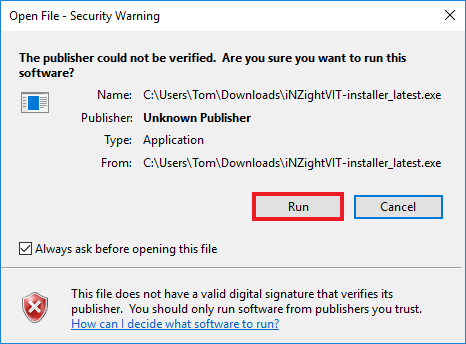 Open File - Security Warning
The publisher could not be verified.  Are you sure you want to run this
software?
Name: C:\Users\Tom\Downloads\iNZightVIT-installer_latest.exe
Publisher: Unknown Publisher
Type: Application
From: C:\Users\Tom\Downloads\iNZightVIT-installer_latest.exe
Run Cancel
Always ask before opening this file
This file does not have a valid digital signature that verifies its
publisher.  You should only run software from publishers you trust.
How can I decide what software to run?